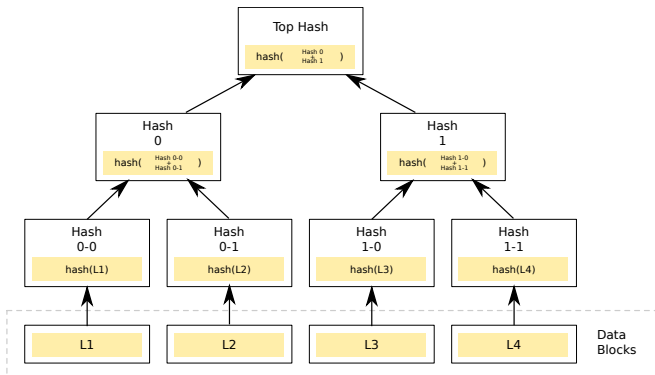 Top Hash
hash( Hash 0 + Hash 1 )
Hash
0
hash( Hash 0-0 + Hash 0-1 )
Hash
1
hash( Hash 1-0 + Hash 1-1 )
Hash
0-0
hash(L1)
Hash
0-1
hash(L2)
Hash
1-0
hash(L3)
Hash
1-1
hash(L4)
L1
L2
L3
L4
Data
Blocks